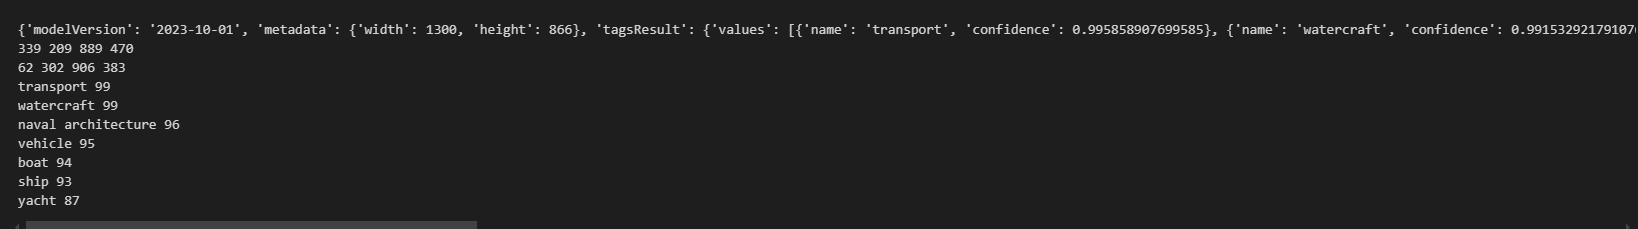 {'modelVersion': '2023-10-01', 'metadata': {'width': 1300, 'height': 866}, 'tagsResult': {'values': [{'name': 'transport', 'confidence': 0.995858907699585}, {'name': 'watercraft', 'confidence': 0.991532921791076
339 209 889 470
62 302 906 383
transport 99
watercraft 99
naval architecture 96
vehicle 95
boat 94
ship 93
yacht 87